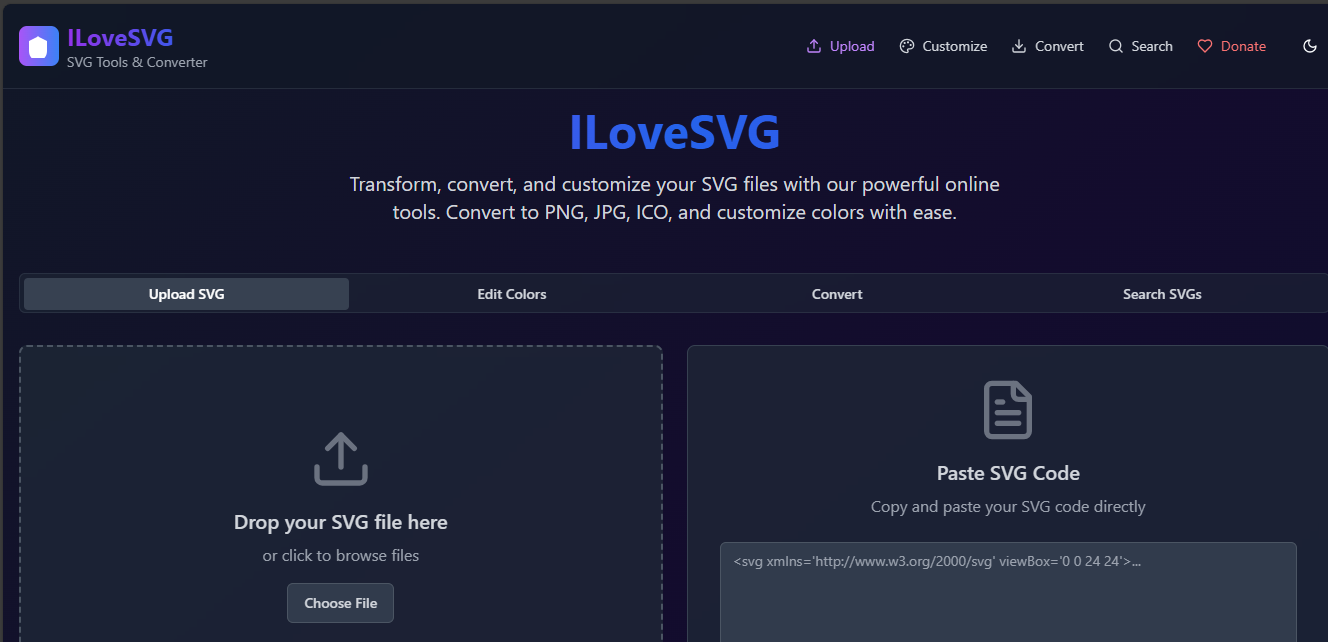 ILoveSVG
SVG Tools & Converter
Upload
Customize
Convert
Search
Donate
ILoveSVG
Transform, convert, and customize your SVG files with our powerful online
tools. Convert to PNG, JPG, ICO, and customize colors with ease.
Upload SVG
Edit Colors
Convert
Search SVGs
Drop your SVG file here
or click to browse files
Choose File
Paste SVG Code
Copy and paste your SVG code directly
<svg xmlns='http://www.w3.org/2000/svg' viewBox='0 0 24 24'>...